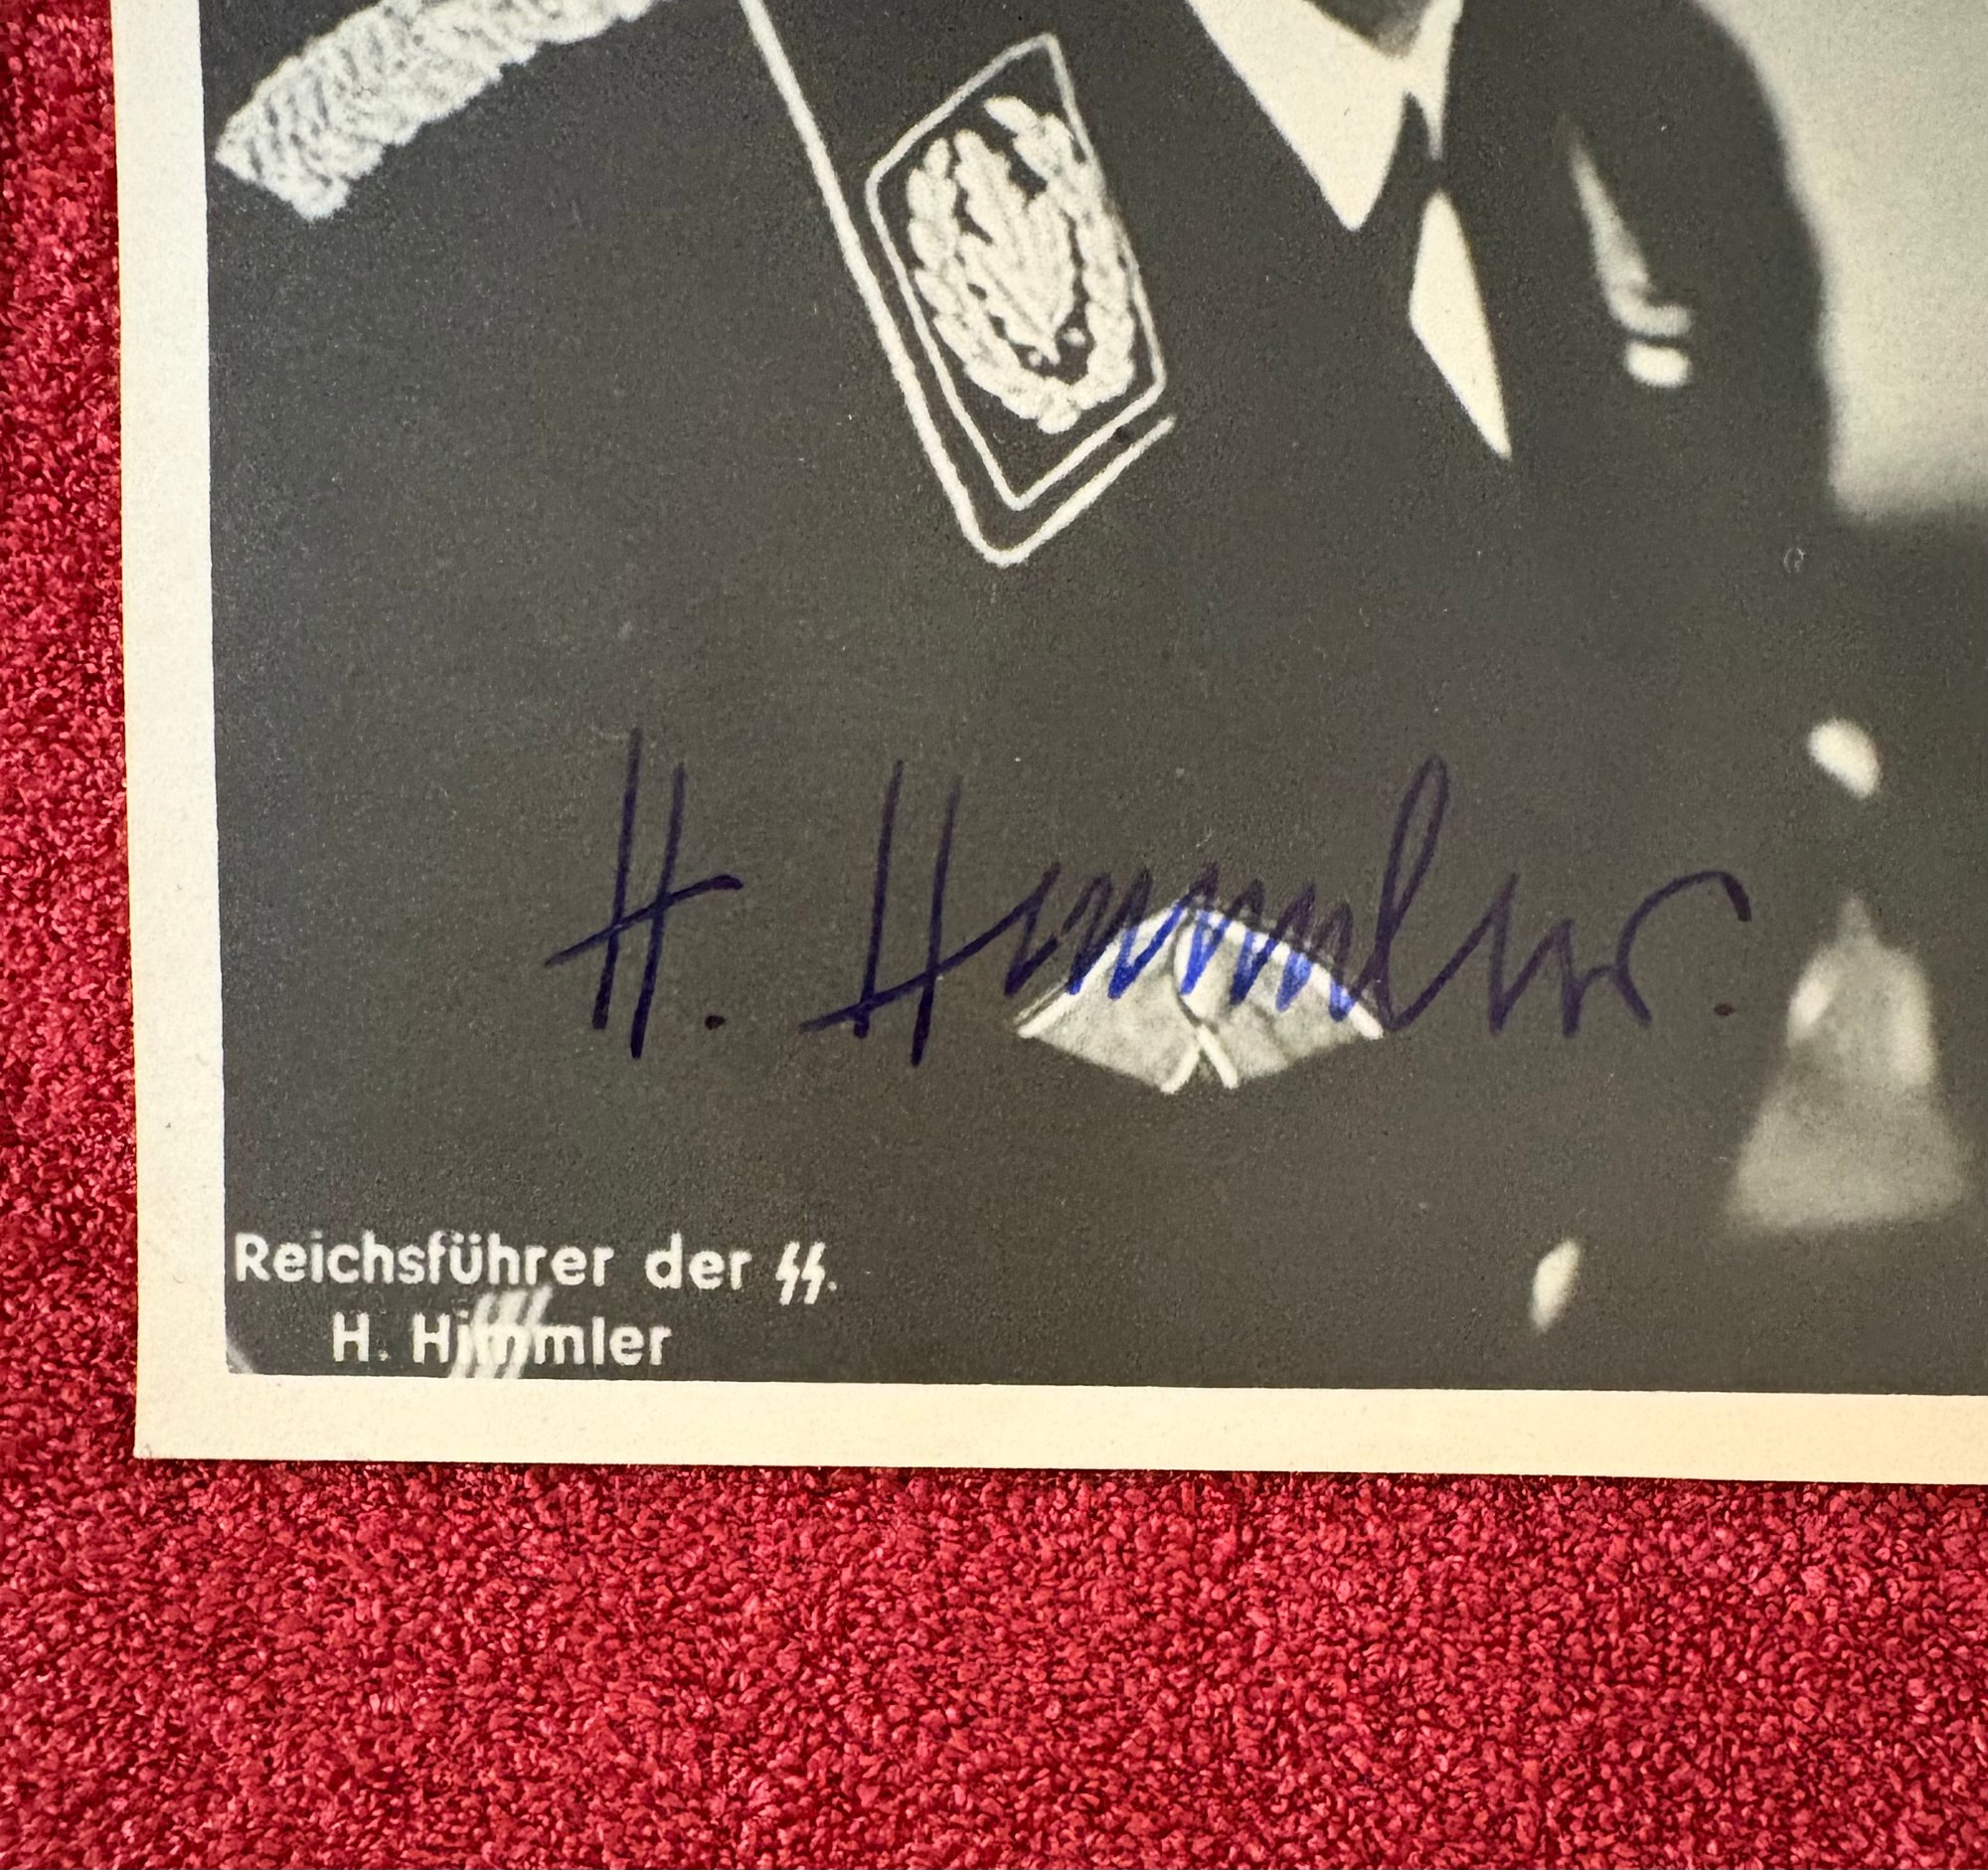 H. Himmler.
Reichsführer der SS.
H. Himmler